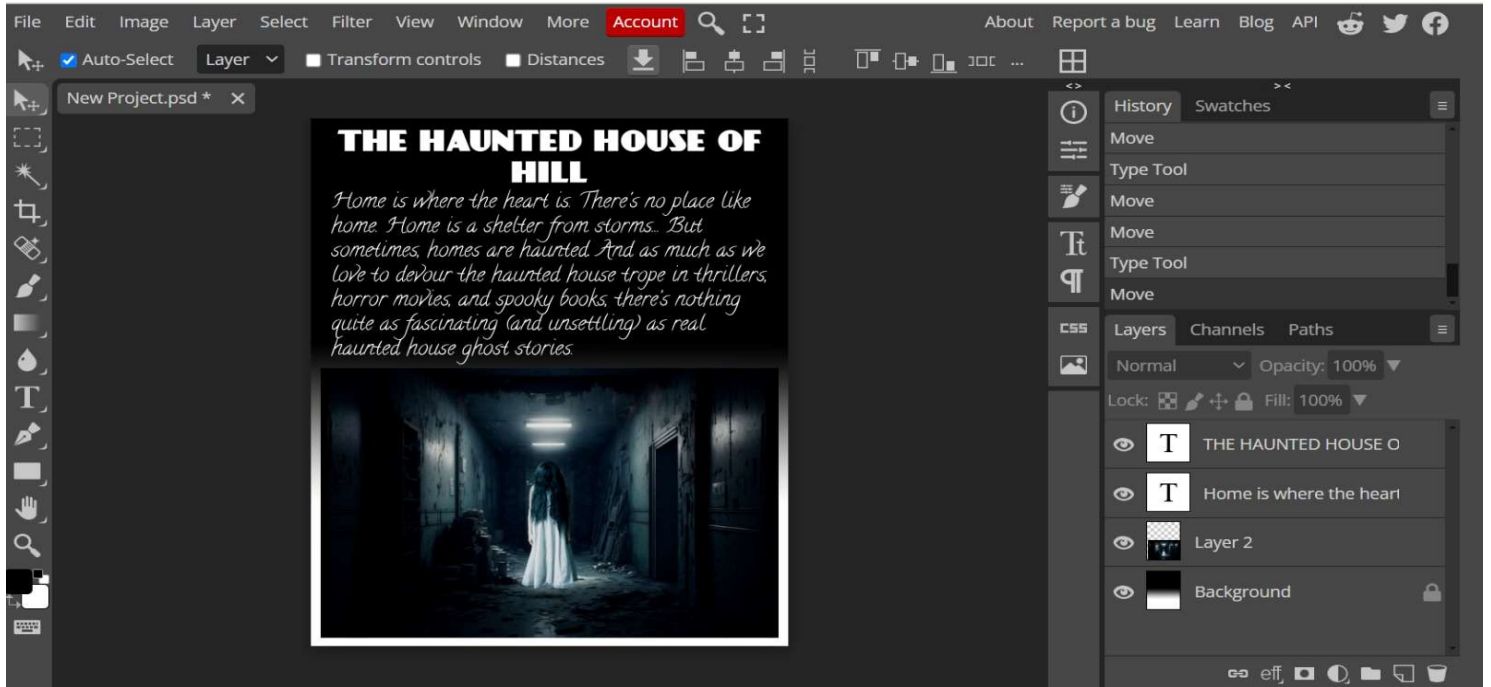 File Edit Image Layer Select Filter View Window More Account About Report a bug Learn Blog API
Auto-Select Layer Transform controls Distances ...
New Project.psd * X
<> ><
History Swatches
Move
Type Tool
Move
Move
Type Tool
Move
CSS
Layers Channels Paths
Normal Opacity: 100%
Lock: Fill: 100%
T THE HAUNTED HOUSE O
T Home is where the heart
Layer 2
Background
eff
THE HAUNTED HOUSE OF
HILL
Home is where the heart is. There's no place like
home. Home is a shelter from storms... But
sometimes, homes are haunted. And as much as we
love to devour the haunted house trope in thrillers,
horror movies, and spooky books, there's nothing
quite as fascinating (and unsettling) as real
haunted house ghost stories.